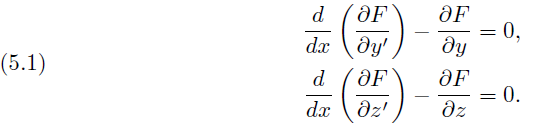 (5.1)
d/dx (∂F/∂y′) − ∂F/∂y = 0,
d/dx (∂F/∂z′) − ∂F/∂z = 0.